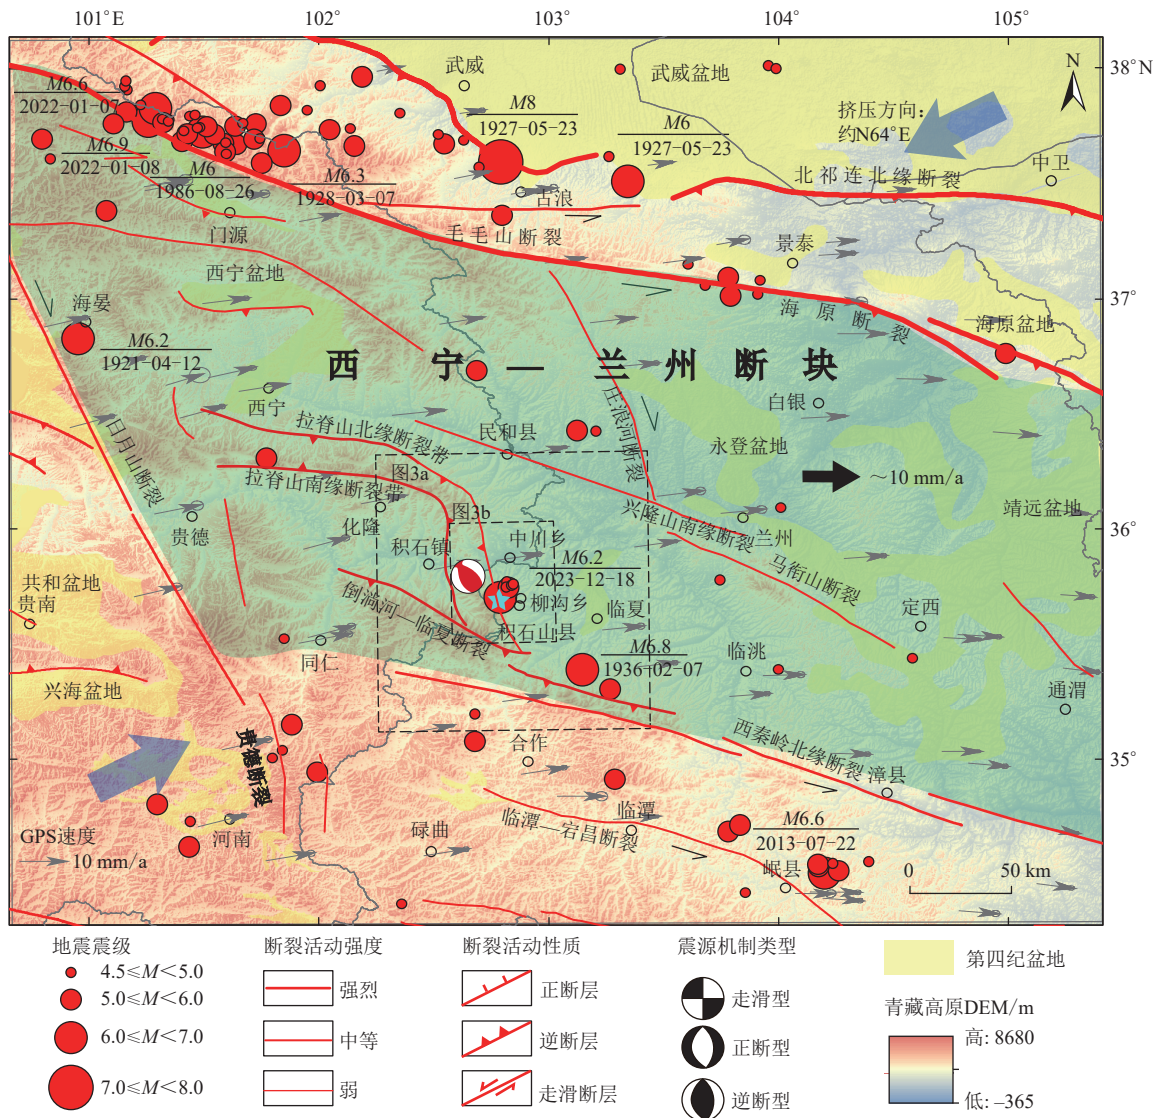 101°E
102°
103°
104°
105°
38°N
37°
36°
35°
N
武威
武威盆地
挤压方向:
约N64°E
中卫
M6.6
2022-01-07
M8
1927-05-23
M6
1927-05-23
M6.9
2022-01-08
M6
1986-08-26
M6.3
1928-03-07
北祁连北缘断裂
古浪
门源
毛毛山断裂
景泰
西宁盆地
海晏
海原断裂
海原盆地
M6.2
1921-04-12
西宁—兰州断块
西宁
白银
日月山断裂
拉脊山北缘断裂带
民和县
庄浪河断裂
永登盆地
~10 mm/a
拉脊山南缘断裂带
图3a
靖远盆地
贵德
化隆
图3b
兴隆山南缘断裂
兰州
积石镇
中川乡
M6.2
2023-12-18
马衔山断裂
共和盆地
贵南
柳沟乡
临夏
定西
积石山县
倒淌河—临夏断裂
M6.8
1936-02-07
同仁
临洮
兴海盆地
通渭
贵德断裂
合作
西秦岭北缘断裂
漳县
临潭
临潭—宕昌断裂
M6.6
2013-07-22
GPS速度
10 mm/a
河南
碌曲
岷县
0
50 km
地震震级
4.5≤M<5.0
5.0≤M<6.0
6.0≤M<7.0
7.0≤M<8.0
断裂活动强度
强烈
中等
弱
断裂活动性质
正断层
逆断层
走滑断层
震源机制类型
走滑型
正断型
逆断型
第四纪盆地
青藏高原DEM/m
高: 8680
低: –365